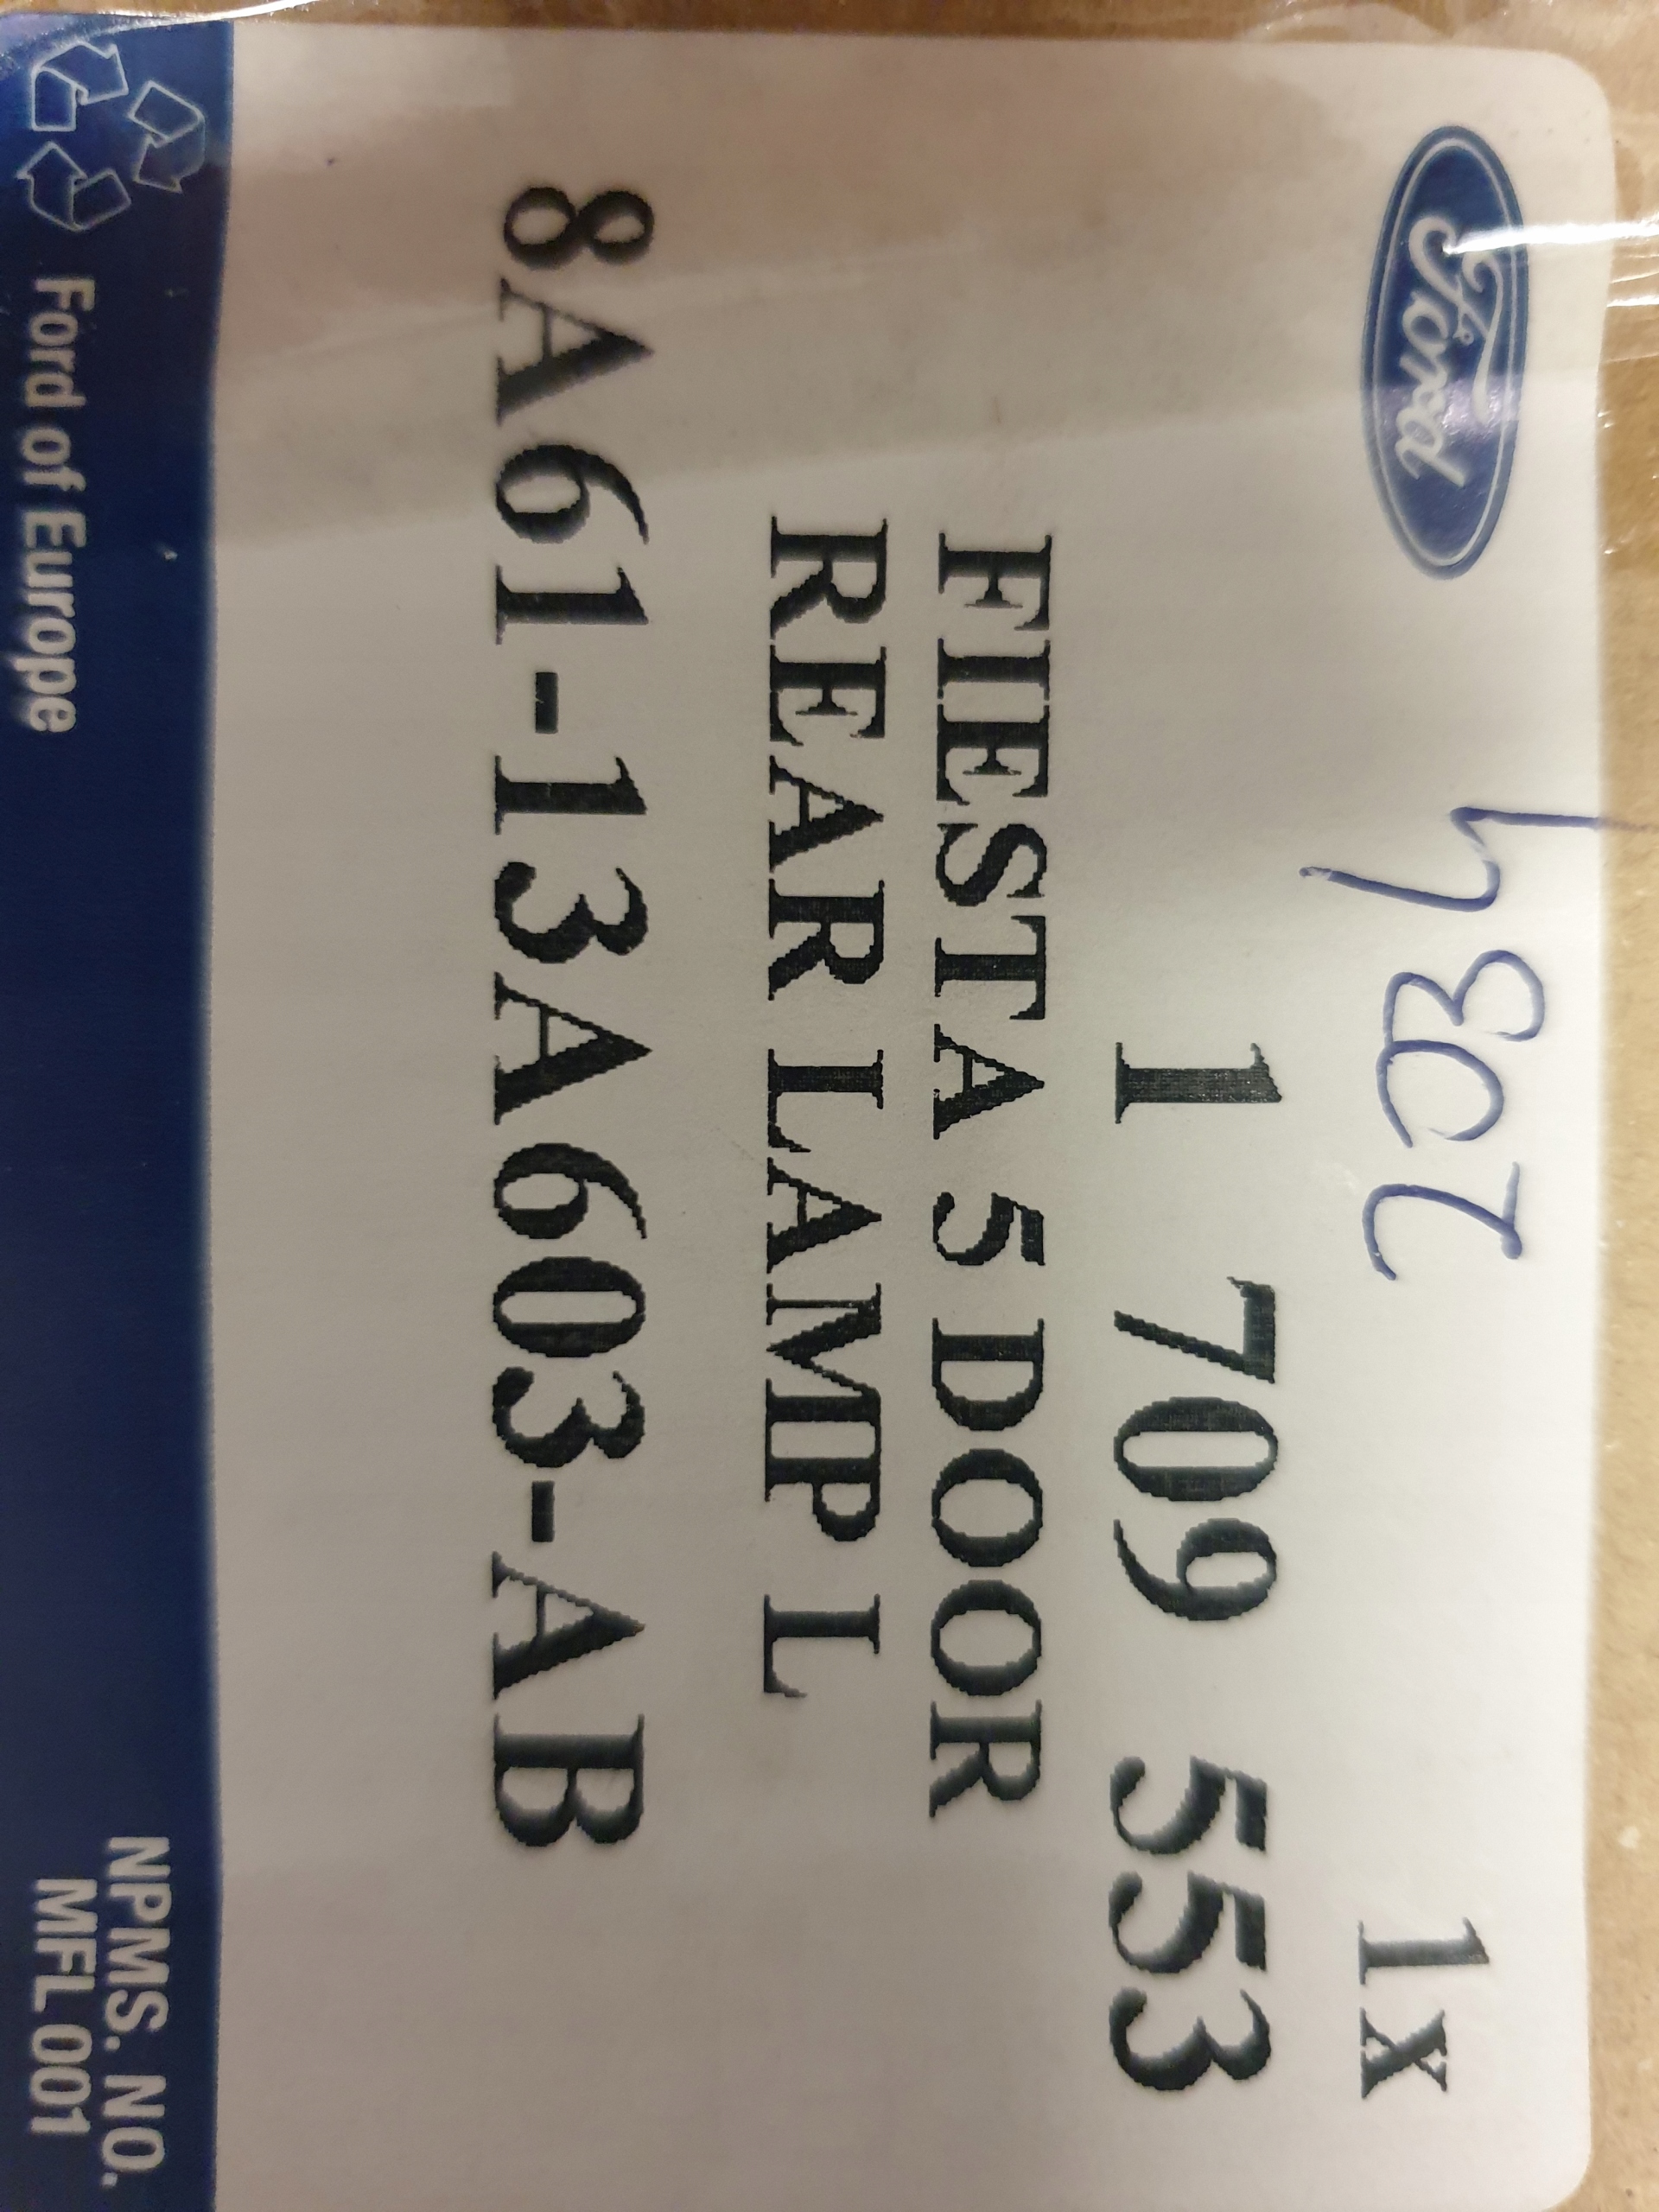 Ford
1x
1 709 553
FIESTA 5 DOOR
REAR LAMP L
8A61-13A603-AB
Ford of Europe
NPMS. NO.
MFL 001